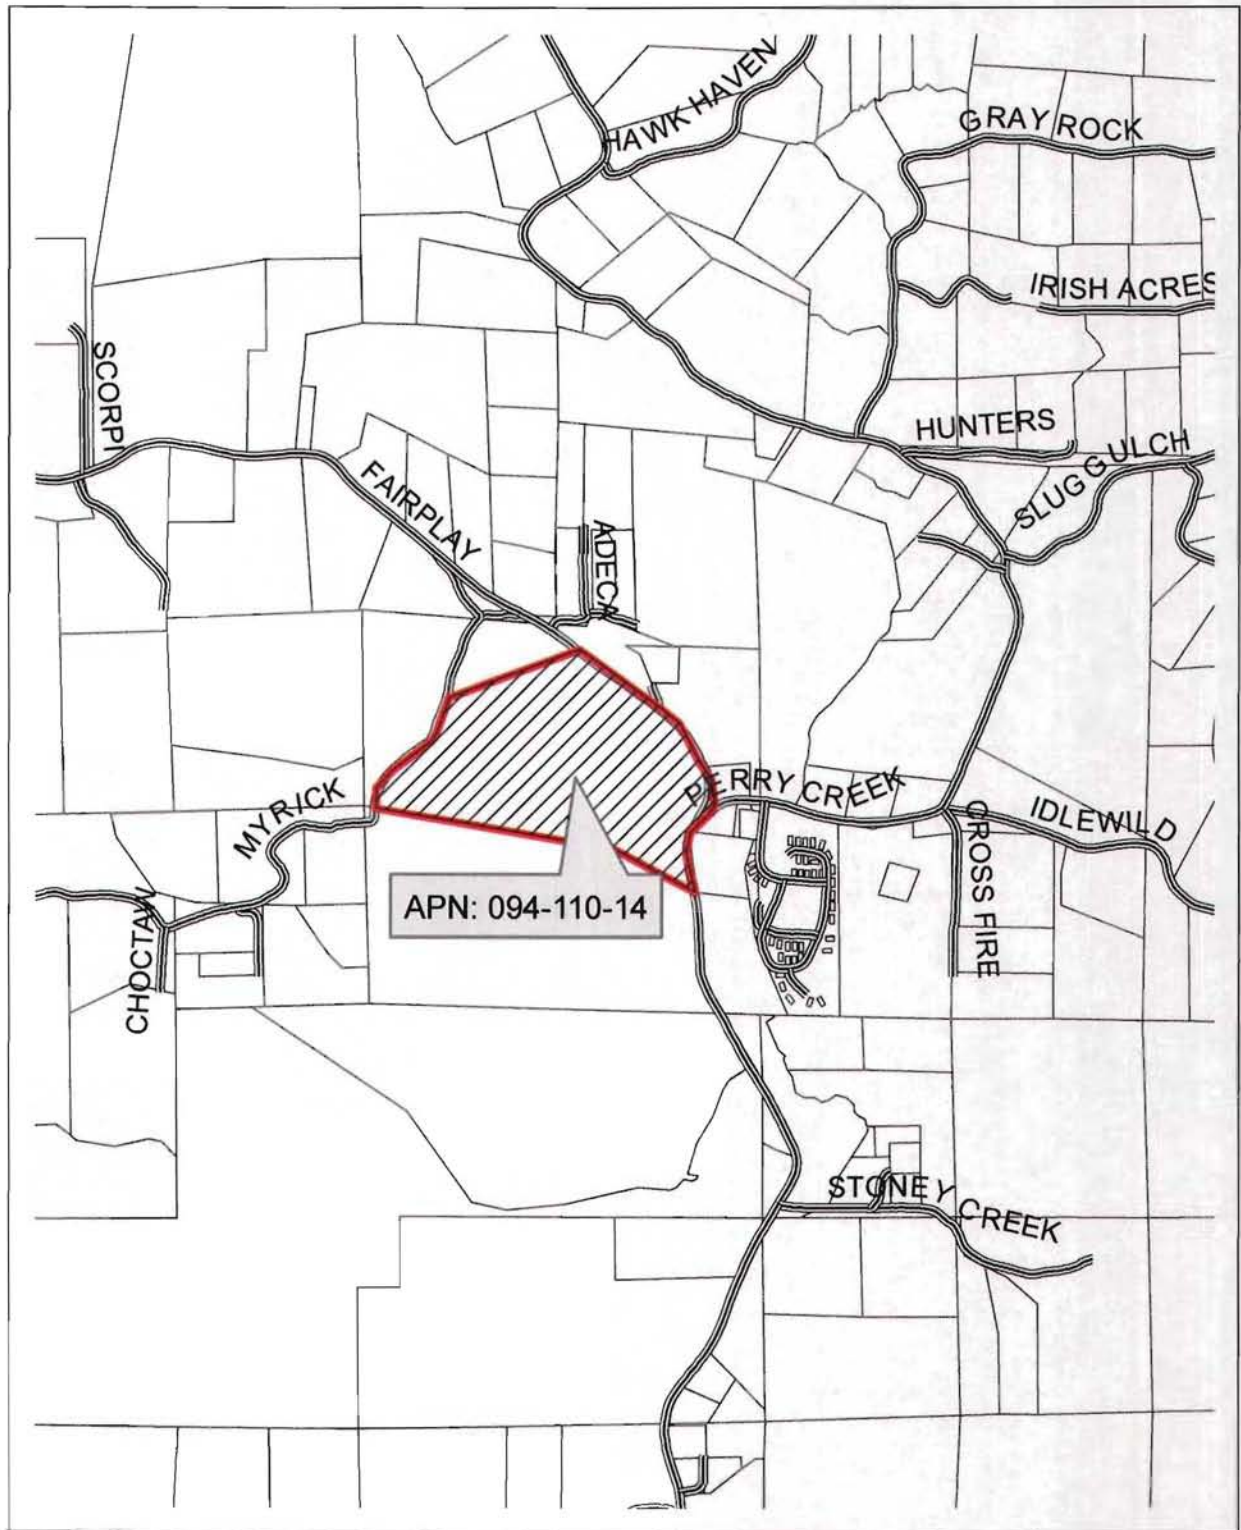 HAWK HAVEN
GRAY ROCK
IRISH ACRES
SCORPI
HUNTERS
SLUG GULCH
FAIRPLAY
ADECA
PERRY CREEK
MYRICK
IDLEWILD
CROSS FIRE
APN: 094-110-14
CHOCTAW
STONEY CREEK